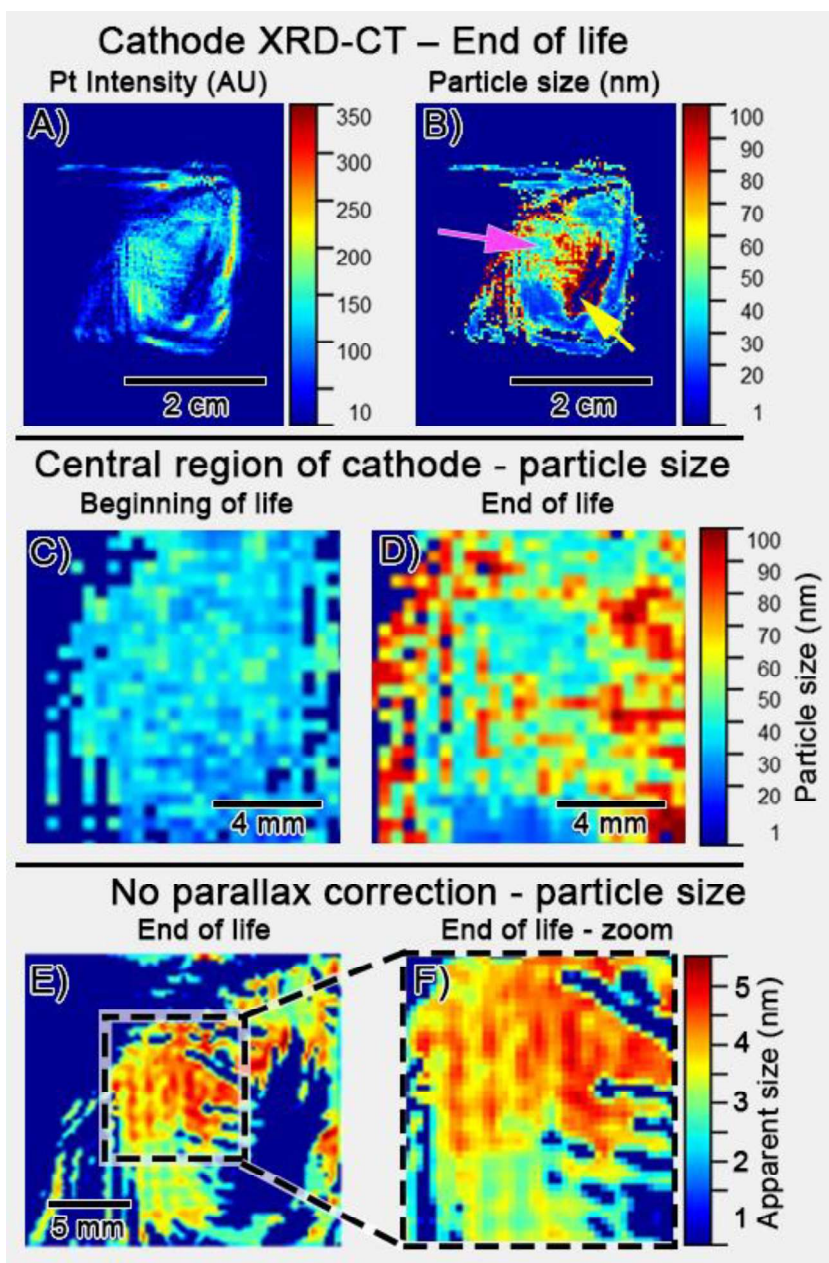 Cathode XRD-CT – End of life
Pt Intensity (AU)
Particle size (nm)
A)
350
300
250
200
150
100
10
2 cm
B)
100
90
80
70
60
50
40
30
20
1
2 cm
Central region of cathode - particle size
Beginning of life
End of life
C)
4 mm
D)
4 mm
100
90
80
70
60
50
40
30
20
1
Particle size (nm)
No parallax correction - particle size
End of life
End of life - zoom
E)
5 mm
F)
5
4
3
2
1
Apparent size (nm)